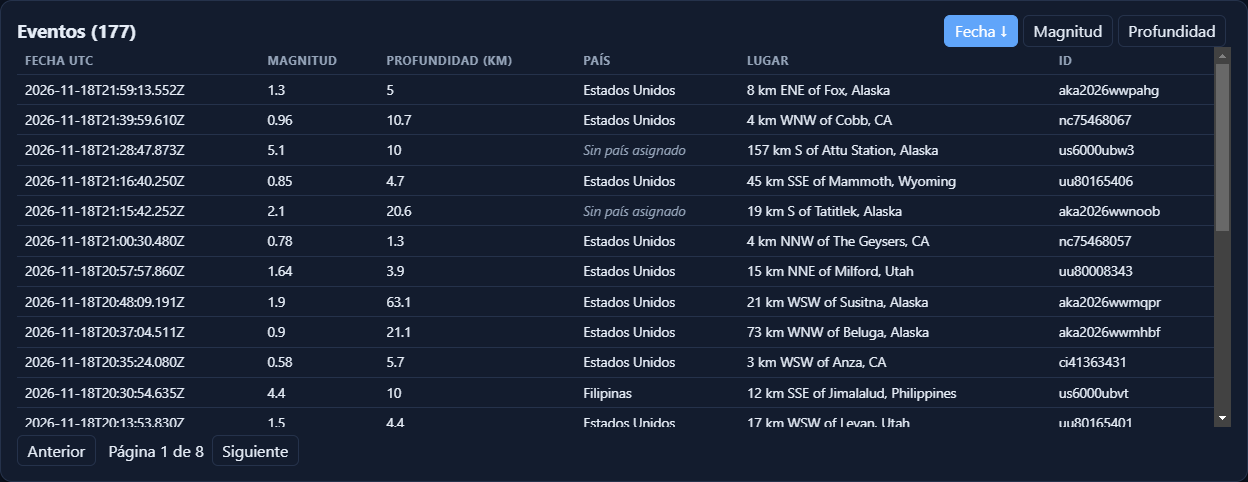 Eventos (177) Fecha ↓ Magnitud Profundidad
FECHA UTC MAGNITUD PROFUNDIDAD (KM) PAÍS LUGAR ID
2026-11-18T21:59:13.552Z 1.3 5 Estados Unidos 8 km ENE of Fox, Alaska aka2026wwpahg
2026-11-18T21:39:59.610Z 0.96 10.7 Estados Unidos 4 km WNW of Cobb, CA nc75468067
2026-11-18T21:28:47.873Z 5.1 10 Sin país asignado 157 km S of Attu Station, Alaska us6000ubw3
2026-11-18T21:16:40.250Z 0.85 4.7 Estados Unidos 45 km SSE of Mammoth, Wyoming uu80165406
2026-11-18T21:15:42.252Z 2.1 20.6 Sin país asignado 19 km S of Tatitlek, Alaska aka2026wwnoob
2026-11-18T21:00:30.480Z 0.78 1.3 Estados Unidos 4 km NNW of The Geysers, CA nc75468057
2026-11-18T20:57:57.860Z 1.64 3.9 Estados Unidos 15 km NNE of Milford, Utah uu80008343
2026-11-18T20:48:09.191Z 1.9 63.1 Estados Unidos 21 km WSW of Susitna, Alaska aka2026wwmqpr
2026-11-18T20:37:04.511Z 0.9 21.1 Estados Unidos 73 km WNW of Beluga, Alaska aka2026wwmhbf
2026-11-18T20:35:24.080Z 0.58 5.7 Estados Unidos 3 km WSW of Anza, CA ci41363431
2026-11-18T20:30:54.635Z 4.4 10 Filipinas 12 km SSE of Jimalalud, Philippines us6000ubvt
2026-11-18T20:13:53.830Z 1.5 4.4 Estados Unidos 17 km WSW of Levan, Utah uu80165401
Anterior Página 1 de 8 Siguiente